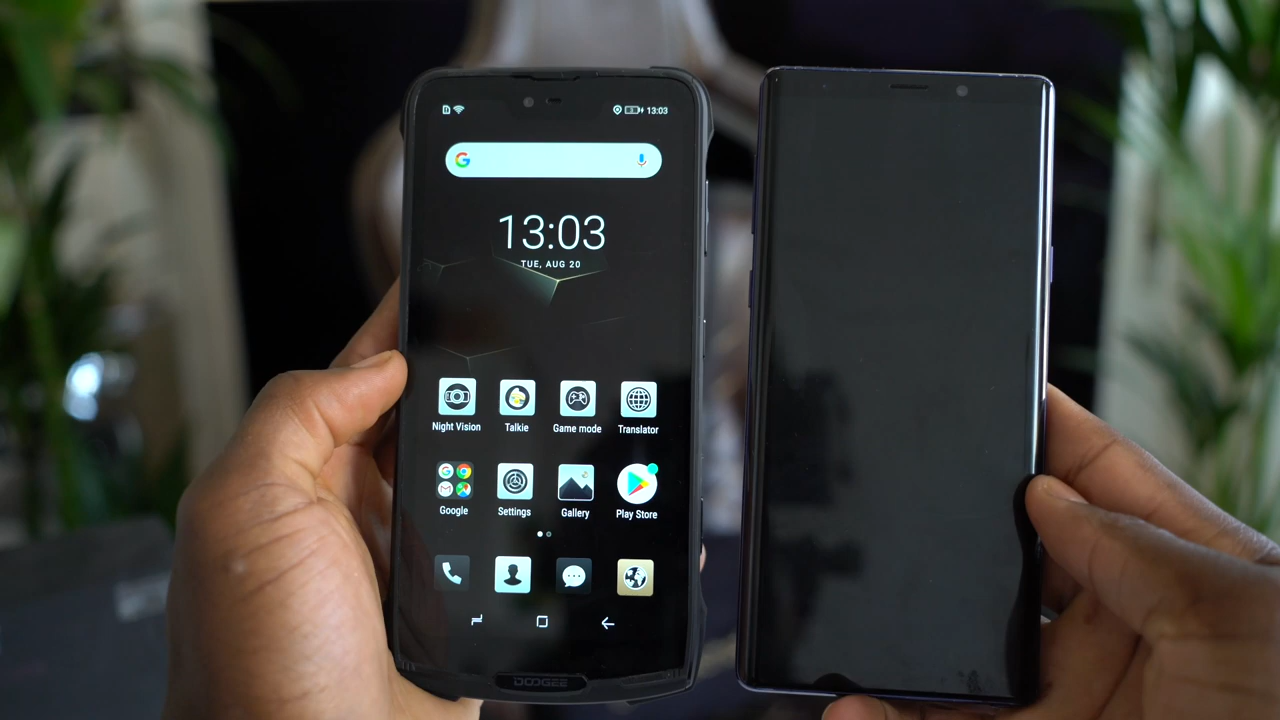 13:03
13:03
TUE, AUG 20
Night Vision Talkie Game mode Translator
Google Settings Gallery Play Store
DOOGEE